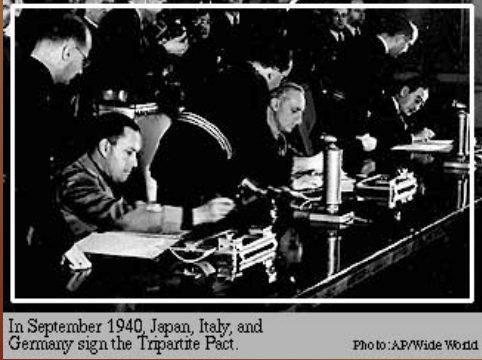 In September 1940, Japan, Italy, and
Germany sign the Tripartite Pact.
Photo: AP/Wide World